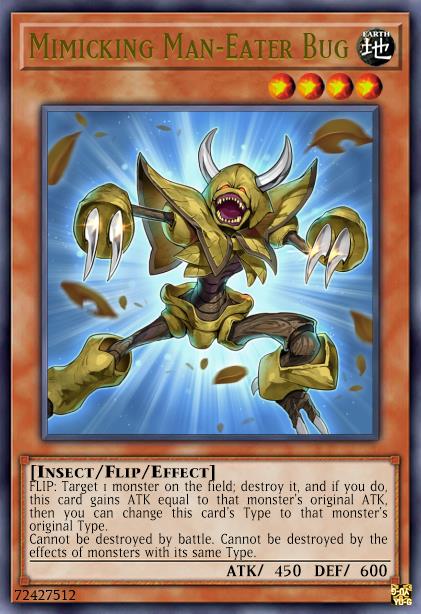 Mimicking Man-Eater Bug
EARTH
地
[Insect/Flip/Effect]
FLIP: Target 1 monster on the field; destroy it, and if you do,
this card gains ATK equal to that monster's original ATK,
then you can change this card's Type to that monster's
original Type.
Cannot be destroyed by battle. Cannot be destroyed by the
effects of monsters with its same Type.
ATK/ 450 DEF/ 600
72427512